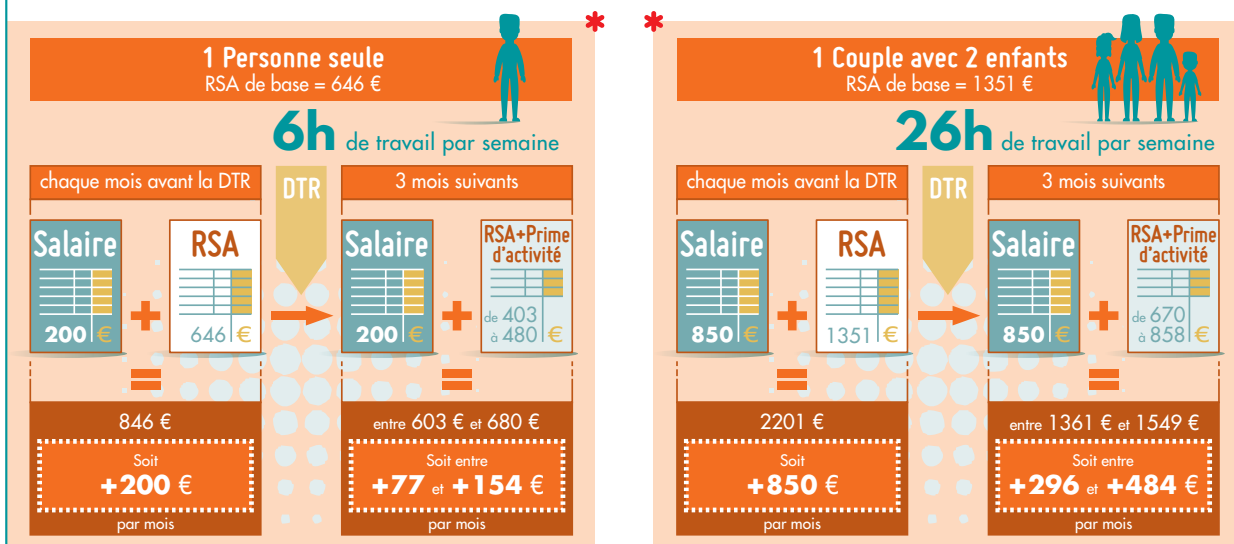 *
1 Personne seule
RSA de base = 646 €
6h de travail par semaine
chaque mois avant la DTR
DTR
3 mois suivants
Salaire
200 €
+
RSA
646 €
Salaire
200 €
+
RSA+Prime
d'activité
de 403
à 480 €
=
=
846 €
Soit
+200 €
par mois
entre 603 € et 680 €
Soit entre
+77 et +154 €
par mois
*
1 Couple avec 2 enfants
RSA de base = 1351 €
26h de travail par semaine
chaque mois avant la DTR
DTR
3 mois suivants
Salaire
850 €
+
RSA
1351 €
Salaire
850 €
+
RSA+Prime
d'activité
de 670
à 858 €
=
=
2201 €
Soit
+850 €
par mois
entre 1361 € et 1549 €
Soit entre
+296 et +484 €
par mois